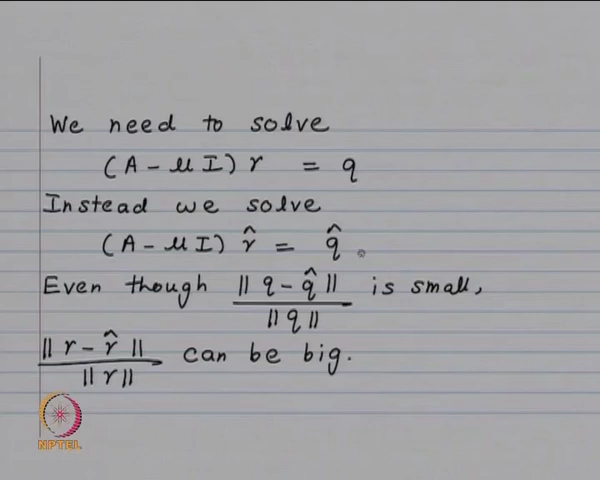 We need to solve
(A - μI) r = q
Instead we solve
(A - μI) r̂ = q̂.
Even though ||q - q̂|| / ||q|| is small,
||r - r̂|| / ||r|| can be big.
NPTEL